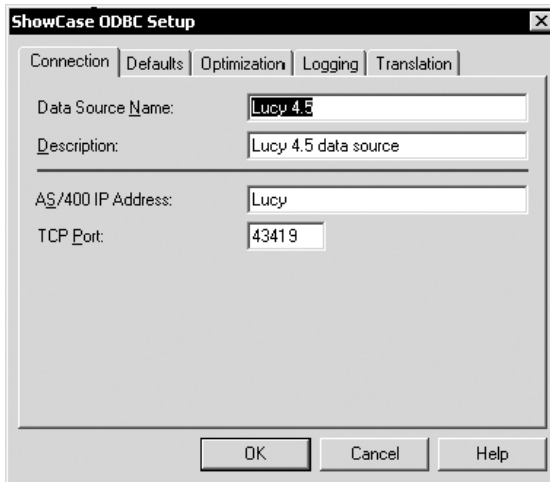 ShowCase ODBC Setup
Connection Defaults Optimization Logging Translation
Data Source Name: Lucy 4.5
Description: Lucy 4.5 data source
AS/400 IP Address: Lucy
TCP Port: 43419
OK Cancel Help